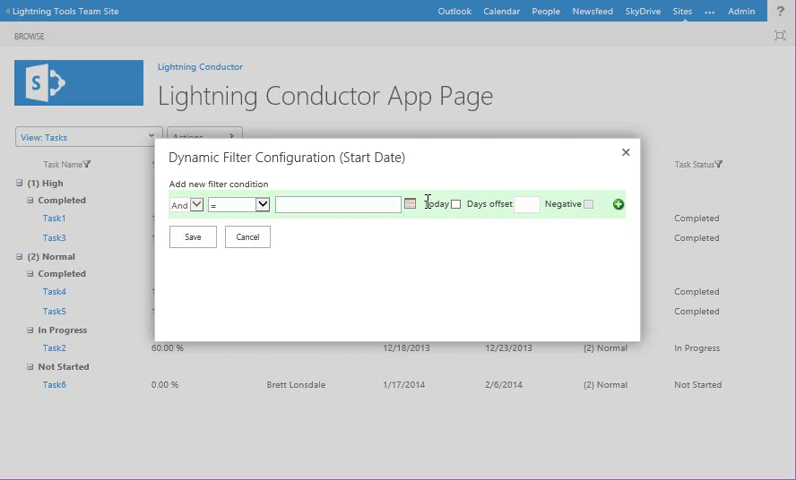 Lightning Tools Team Site
Outlook Calendar People Newsfeed SkyDrive Sites ••• Admin ?
BROWSE
S
Lightning Conductor
Lightning Conductor App Page
View: Tasks
Actions
Dynamic Filter Configuration (Start Date)
Task Name
Task Status
Add new filter condition
(1) High
Completed
And = Today Days offset Negative
Task1
Completed
Task3
Save Cancel
Completed
(2) Normal
Completed
Task4
Completed
Task5
Completed
In Progress
Task2 60.00 % 12/18/2013 12/23/2013 (2) Normal In Progress
Not Started
Task6 0.00 % Brett Lonsdale 1/17/2014 2/6/2014 (2) Normal Not Started